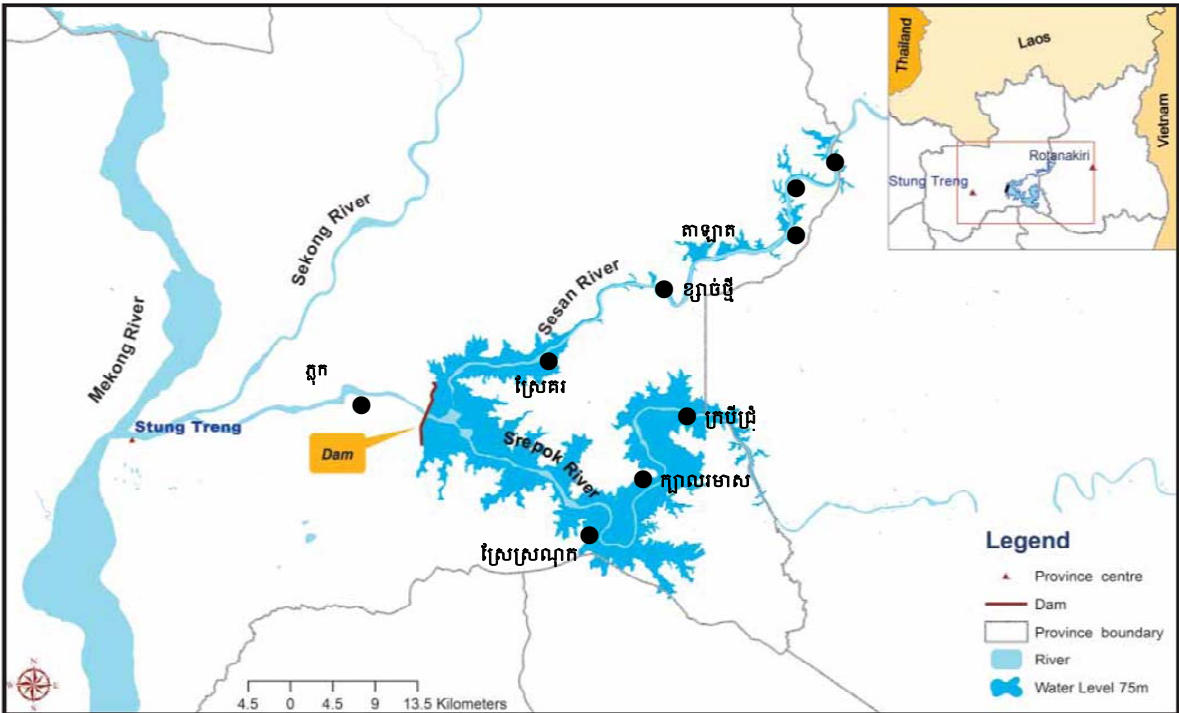 Thailand
Laos
Vietnam
Rotanakiri
Stung Treng
Sekong River
Mekong River
Sesan River
តាឡាត
ខ្សាច់ថ្មី
ភ្លុក
ស្រែគរ
Stung Treng
Dam
Srepok River
ក្របីជ្រុំ
ក្បាលរមាស
ស្រែស្រណុក
Legend
Province centre
Dam
Province boundary
River
Water Level 75m
N
W E
S
4.5 0 4.5 9 13.5 Kilometers